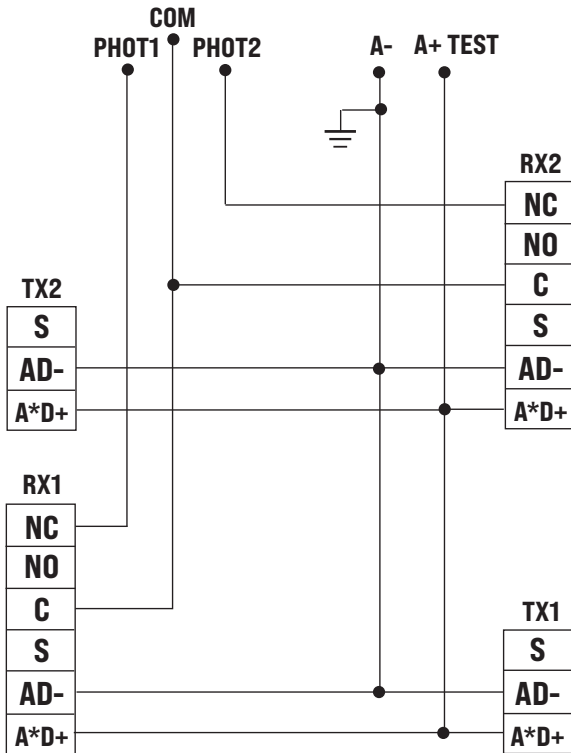 COM
PHOT1 PHOT2 A- A+ TEST
RX2
NC
NO
C
S
AD-
A*D+
TX2
S
AD-
A*D+
RX1
NC
NO
C
S
AD-
A*D+
TX1
S
AD-
A*D+